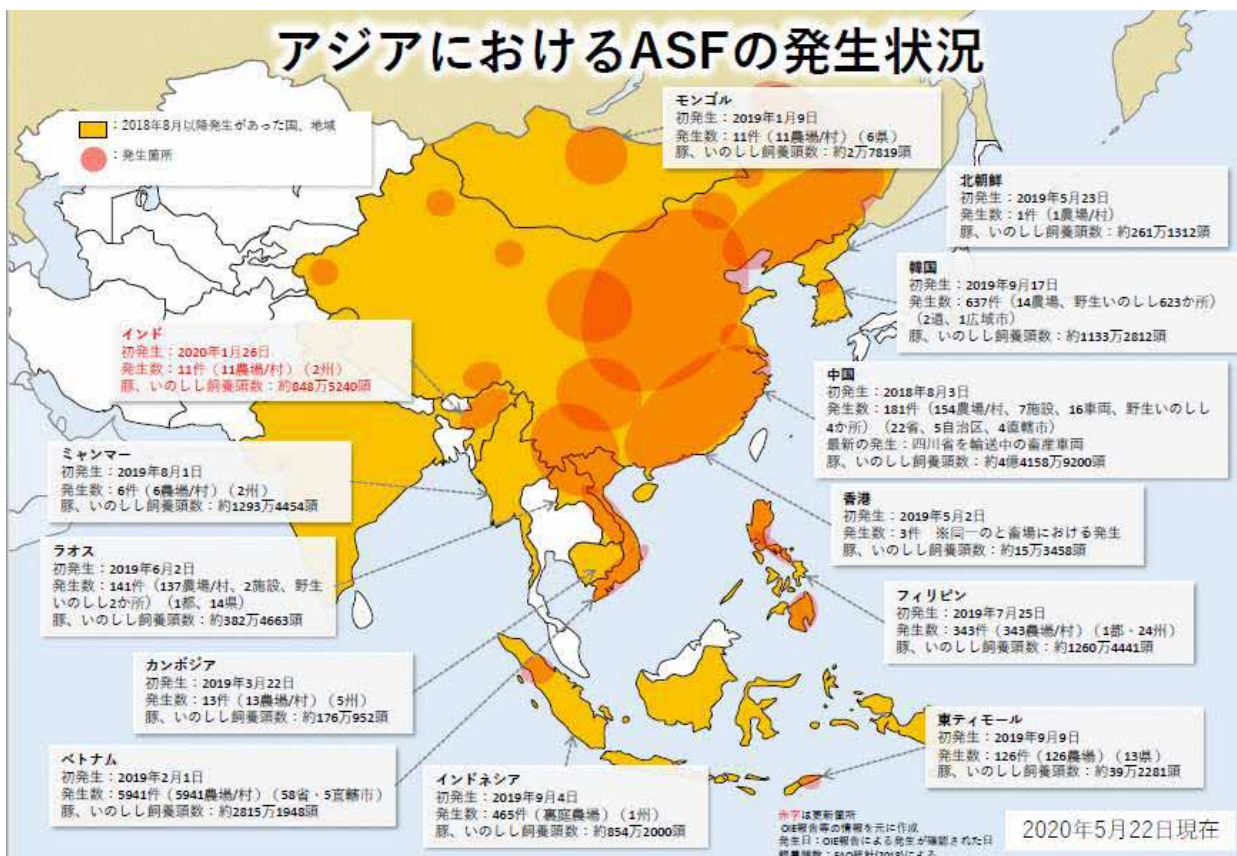 アジアにおけるASFの発生状況
：2018年8月以降発生があった国、地域
：発生箇所
モンゴル
初発生：2019年1月9日
発生数：11件（11農場/村）（6県）
豚、いのしし飼養頭数：約2万7819頭
北朝鮮
初発生：2019年5月23日
発生数：1件（1農場/村）
豚、いのしし飼養頭数：約261万1312頭
韓国
初発生：2019年9月17日
発生数：637件（14農場、野生いのしし623か所）
（2道、1広域市）
豚、いのしし飼養頭数：約1133万2812頭
インド
初発生：2020年1月26日
発生数：11件（11農場/村）（2州）
豚、いのしし飼養頭数：約848万5240頭
中国
初発生：2018年8月3日
発生数：181件（154農場/村、7施設、16車両、野生いのしし
4か所）（22省、5自治区、4直轄市）
最新の発生：四川省を輸送中の畜産車両
豚、いのしし飼養頭数：約4億4158万9200頭
ミャンマー
初発生：2019年8月1日
発生数：6件（6農場/村）（2州）
豚、いのしし飼養頭数：約1293万4454頭
香港
初発生：2019年5月2日
発生数：3件 ※同一のと畜場における発生
豚、いのしし飼養頭数：約15万3458頭
ラオス
初発生：2019年6月2日
発生数：141件（137農場/村、2施設、野生
いのしし2か所）（1都、14県）
豚、いのしし飼養頭数：約382万4663頭
フィリピン
初発生：2019年7月25日
発生数：343件（343農場/村）（1都・24州）
豚、いのしし飼養頭数：約1260万4441頭
カンボジア
初発生：2019年3月22日
発生数：13件（13農場/村）（5州）
豚、いのしし飼養頭数：約176万952頭
東ティモール
初発生：2019年9月9日
発生数：126件（126農場）（13県）
豚、いのしし飼養頭数：約39万2281頭
ベトナム
初発生：2019年2月1日
発生数：5941件（5941農場/村）（58省・5直轄市）
豚、いのしし飼養頭数：約2815万1948頭
インドネシア
初発生：2019年9月4日
発生数：465件（裏庭農場）（1州）
豚、いのしし飼養頭数：約854万2000頭
赤字は更新箇所
OIE報告等の情報を元に作成
発生日：OIE報告による発生が確認された日
飼養頭数：FAO統計(2018)による
2020年5月22日現在